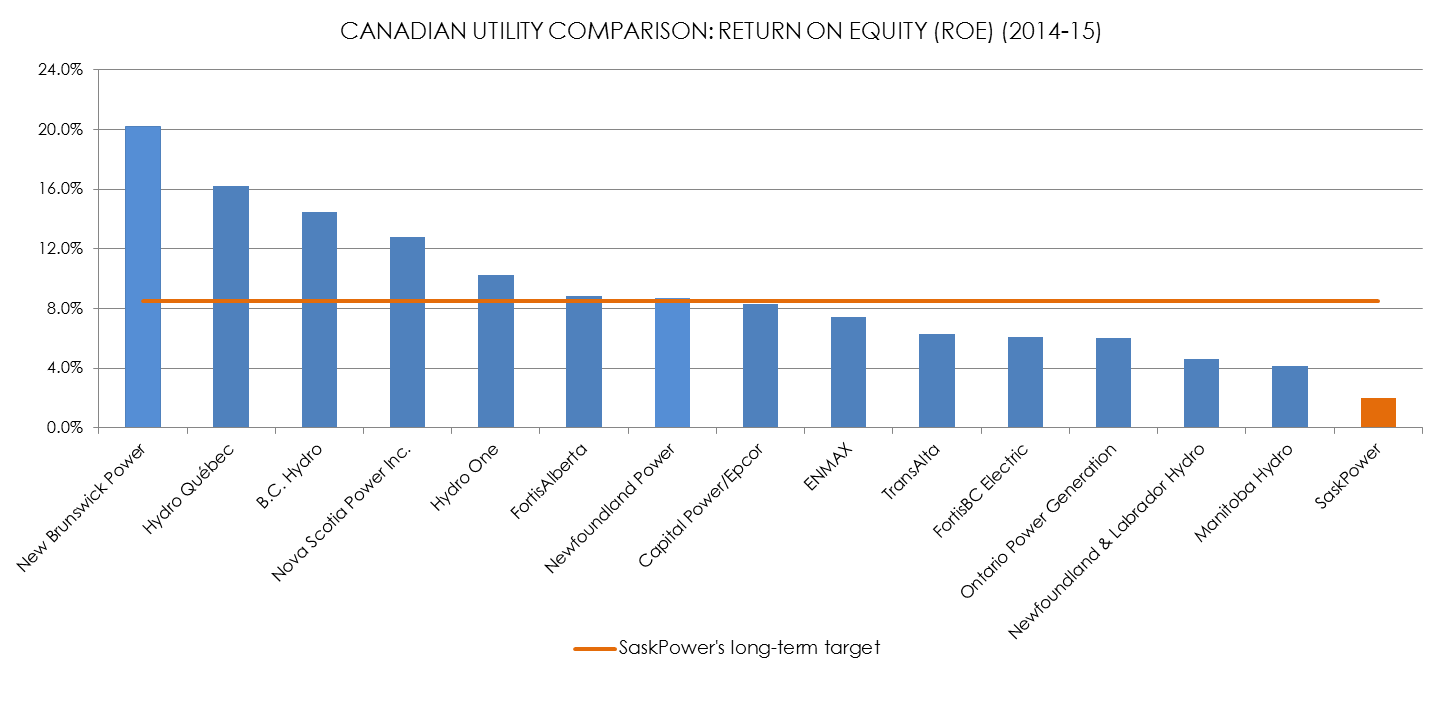 CANADIAN UTILITY COMPARISON: RETURN ON EQUITY (ROE) (2014-15)
24.0%
20.0%
16.0%
12.0%
8.0%
4.0%
0.0%
New Brunswick Power
Hydro Québec
B.C. Hydro
Nova Scotia Power Inc.
Hydro One
FortisAlberta
Newfoundland Power
Capital Power/Epcor
ENMAX
TransAlta
FortisBC Electric
Ontario Power Generation
Newfoundland & Labrador Hydro
Manitoba Hydro
SaskPower
SaskPower's long-term target